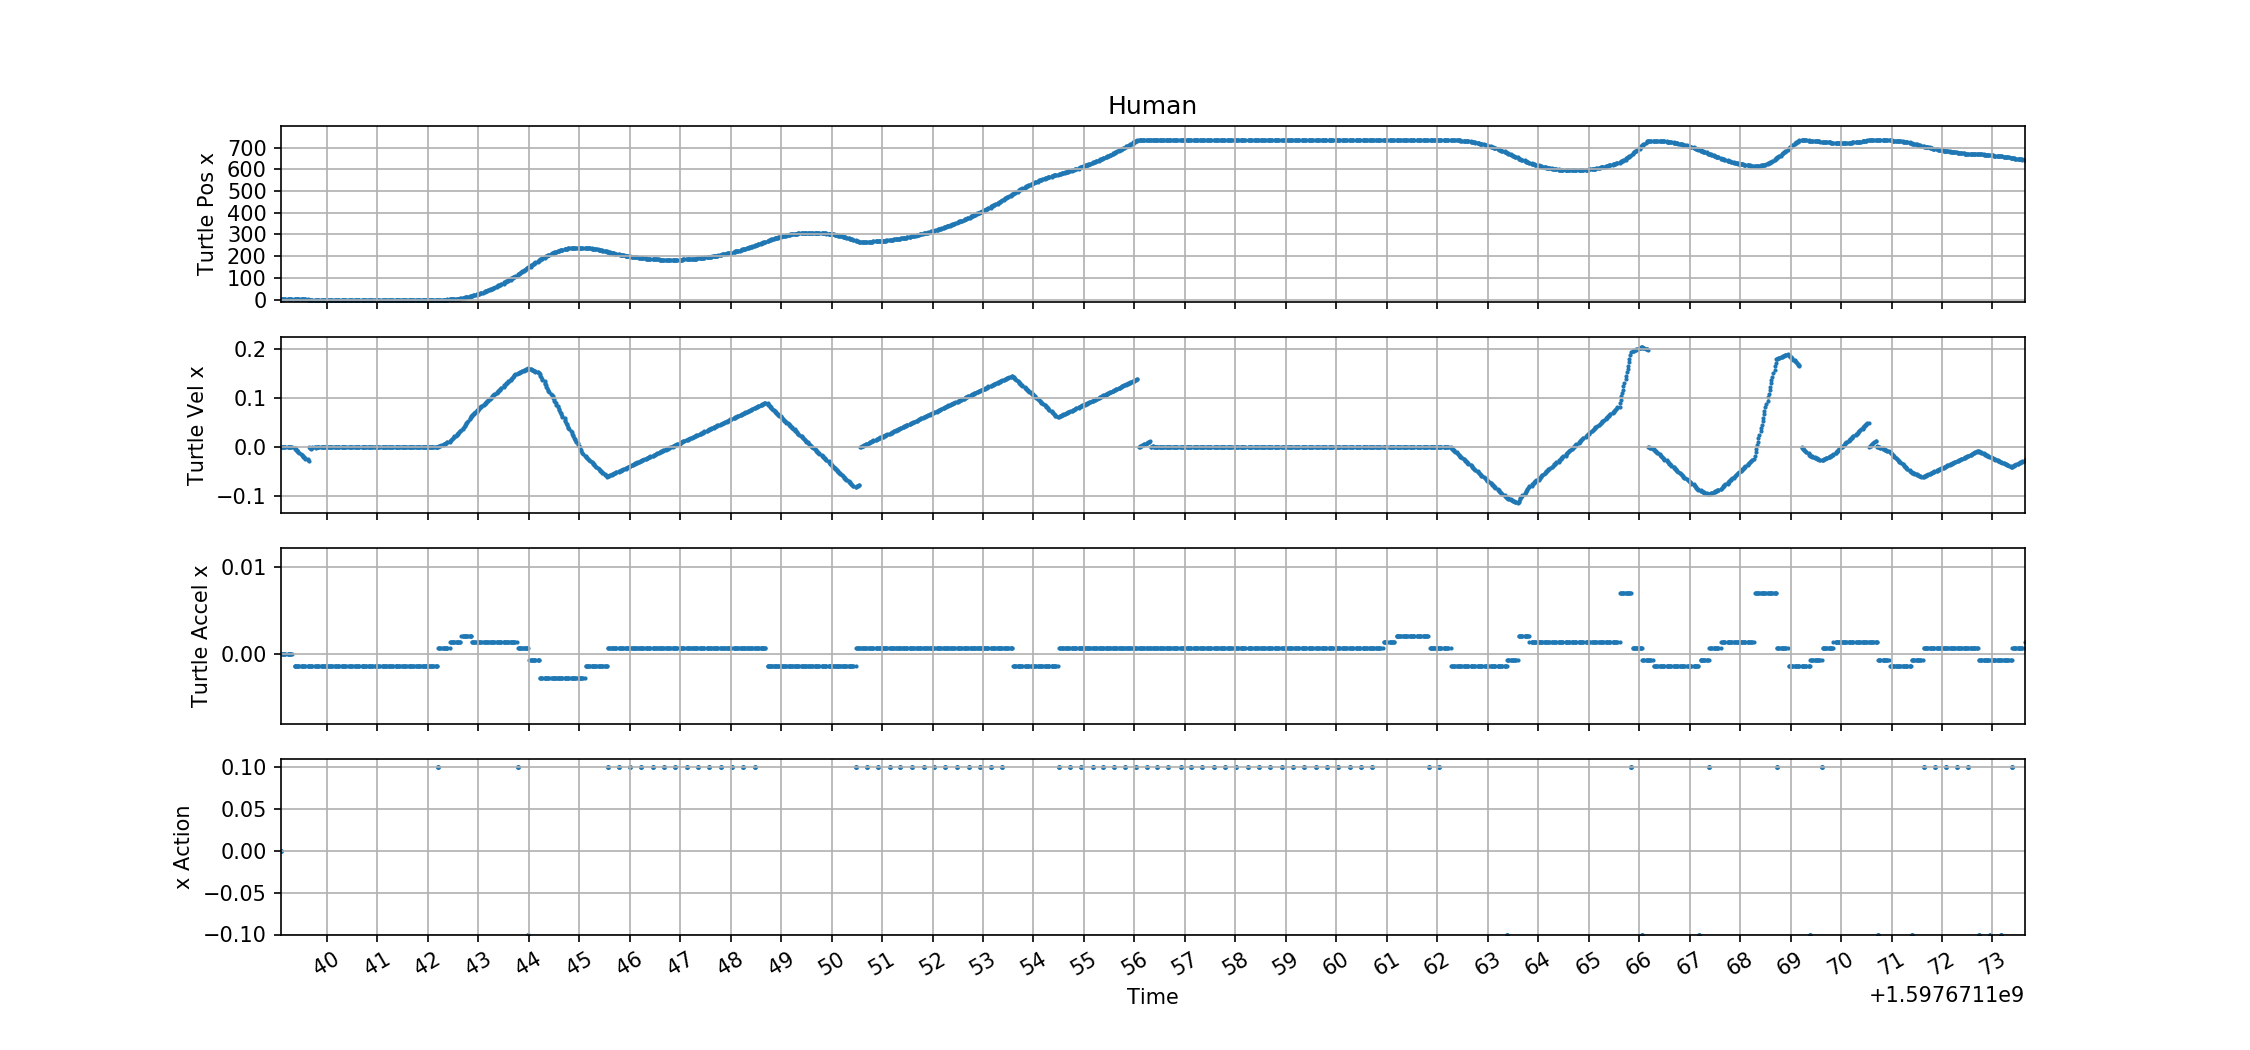 Human
Turtle Pos x
700
600
500
400
300
200
100
0
Turtle Vel x
0.2
0.1
0.0
−0.1
Turtle Accel x
0.01
0.00
x Action
0.10
0.05
0.00
−0.05
−0.10
40 41 42 43 44 45 46 47 48 49 50 51 52 53 54 55 56 57 58 59 60 61 62 63 64 65 66 67 68 69 70 71 72 73
Time
+1.5976711e9